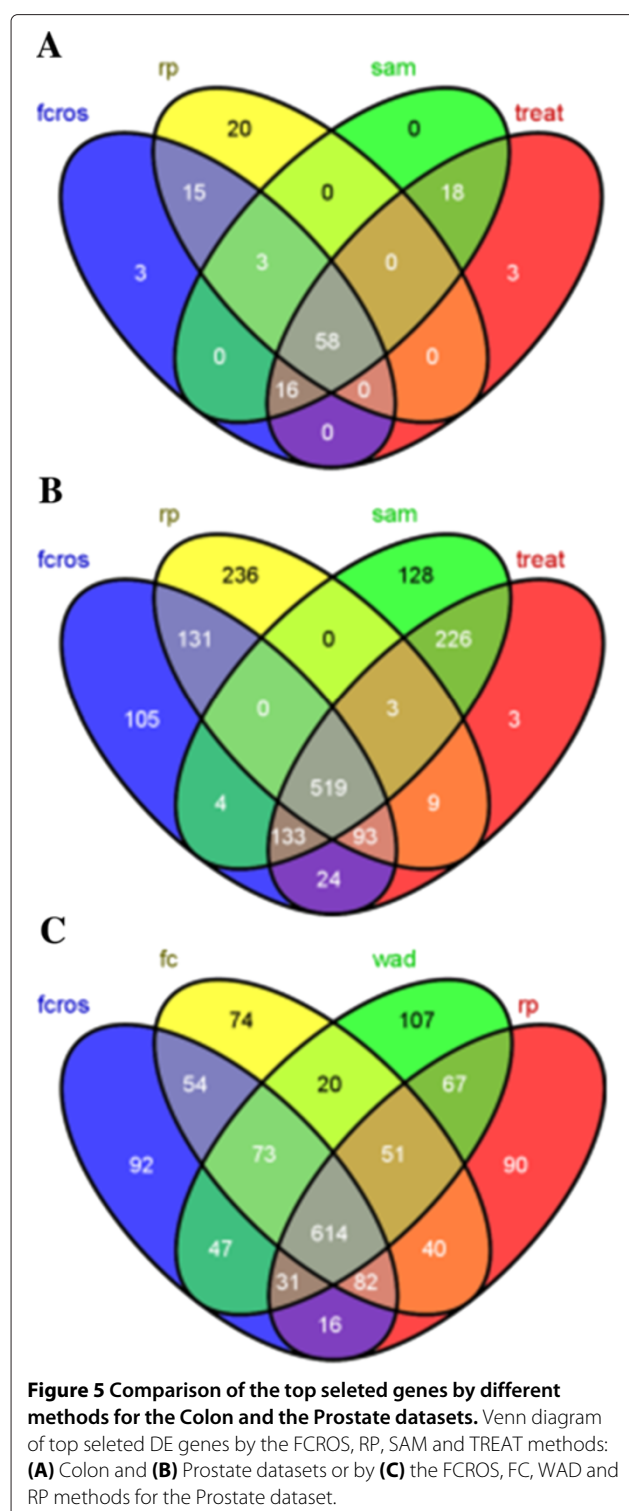 A
rp sam
fcros treat
20 0
15 0 18
3 3 0 3
0 58 0
16 0
0
B
rp sam
fcros treat
236 128
131 0 226
105 0 3 3
4 519 9
133 93
24
C
fc wad
fcros rp
74 107
54 20 67
92 73 51 90
47 614 40
31 82
16
Figure 5 Comparison of the top seleted genes by different
methods for the Colon and the Prostate datasets. Venn diagram
of top seleted DE genes by the FCROS, RP, SAM and TREAT methods:
(A) Colon and (B) Prostate datasets or by (C) the FCROS, FC, WAD and
RP methods for the Prostate dataset.